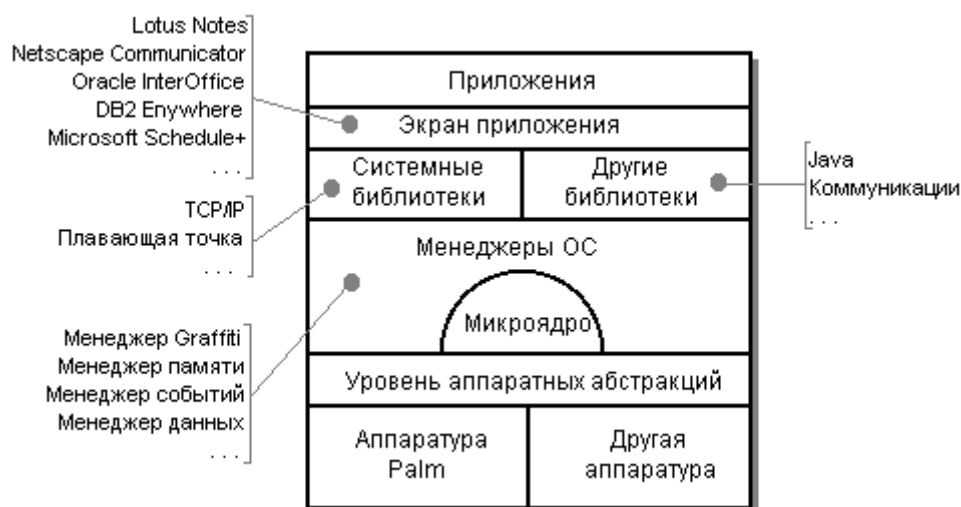 Lotus Notes
Netscape Communicator
Oracle InterOffice
DB2 Enywhere
Microsoft Schedule+
. . .
TCP/IP
Плавающая точка
. . .
Менеджер Graffiti
Менеджер памяти
Менеджер событий
Менеджер данных
. . .
Приложения
Экран приложения
Системные
библиотеки
Другие
библиотеки
Менеджеры ОС
Микроядро
Уровень аппаратных абстракций
Аппаратура
Palm
Другая
аппаратура
Java
Коммуникации
. . .